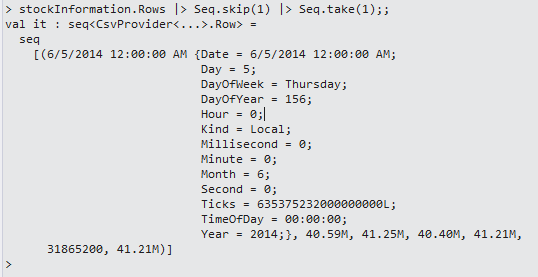 > stockInformation.Rows |> Seq.skip(1) |> Seq.take(1);;
val it : seq<CsvProvider<...>.Row> =
  seq
    [(6/5/2014 12:00:00 AM {Date = 6/5/2014 12:00:00 AM;
                            Day = 5;
                            DayOfWeek = Thursday;
                            DayOfYear = 156;
                            Hour = 0;
                            Kind = Local;
                            Millisecond = 0;
                            Minute = 0;
                            Month = 6;
                            Second = 0;
                            Ticks = 635375232000000000L;
                            TimeOfDay = 00:00:00;
                            Year = 2014;}, 40.59M, 41.25M, 40.40M, 41.21M,
      31865200, 41.21M)]
>